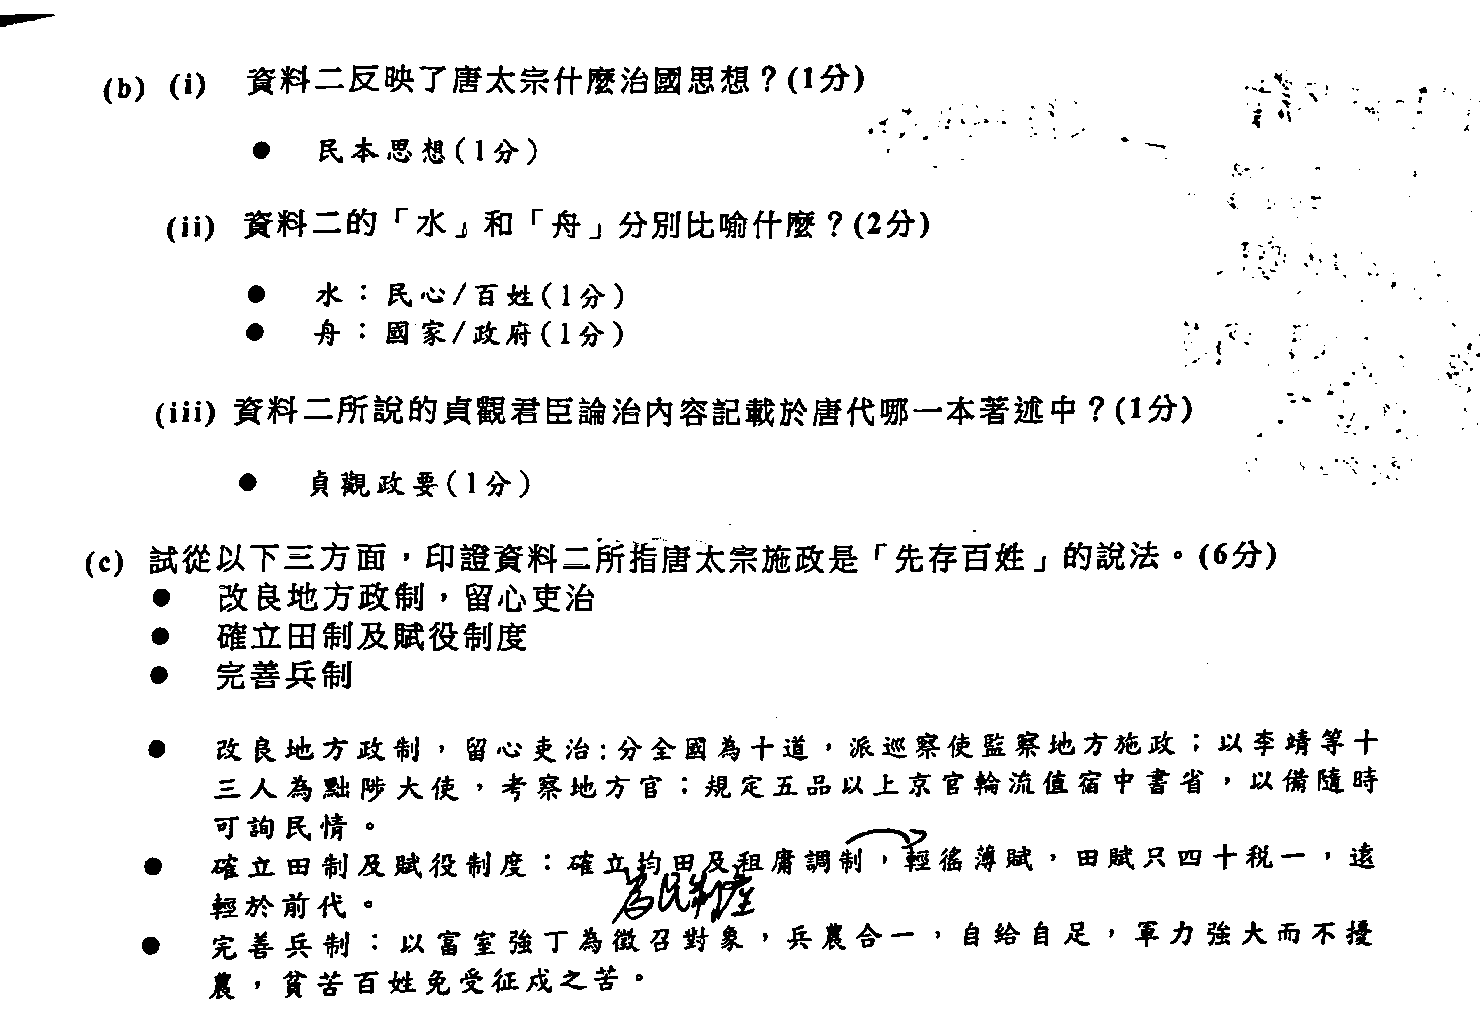 (b) (i) 資料二反映了唐太宗什麼治國思想？(1分)
● 民本思想(1分)
(ii) 資料二的「水」和「舟」分別比喻什麼？(2分)
● 水：民心/百姓(1分)
● 舟：國家/政府(1分)
(iii) 資料二所說的貞觀君臣論治內容記載於唐代哪一本著述中？(1分)
● 貞觀政要(1分)
(c) 試從以下三方面，印證資料二所指唐太宗施政是「先存百姓」的說法。(6分)
● 改良地方政制，留心吏治
● 確立田制及賦役制度
● 完善兵制
● 改良地方政制，留心吏治:分全國為十道，派巡察使監察地方施政；以李靖等十
三人為黜陟大使，考察地方官：規定五品以上京官輪流值宿中書省，以備隨時
可詢民情。
● 確立田制及賦役制度：確立均田及租庸調制，輕徭薄賦，田賦只四十稅一，遠
輕於前代。
為民制產
● 完善兵制：以富室強丁為徵召對象，兵農合一，自給自足，軍力強大而不擾
農，貧苦百姓免受征戍之苦。